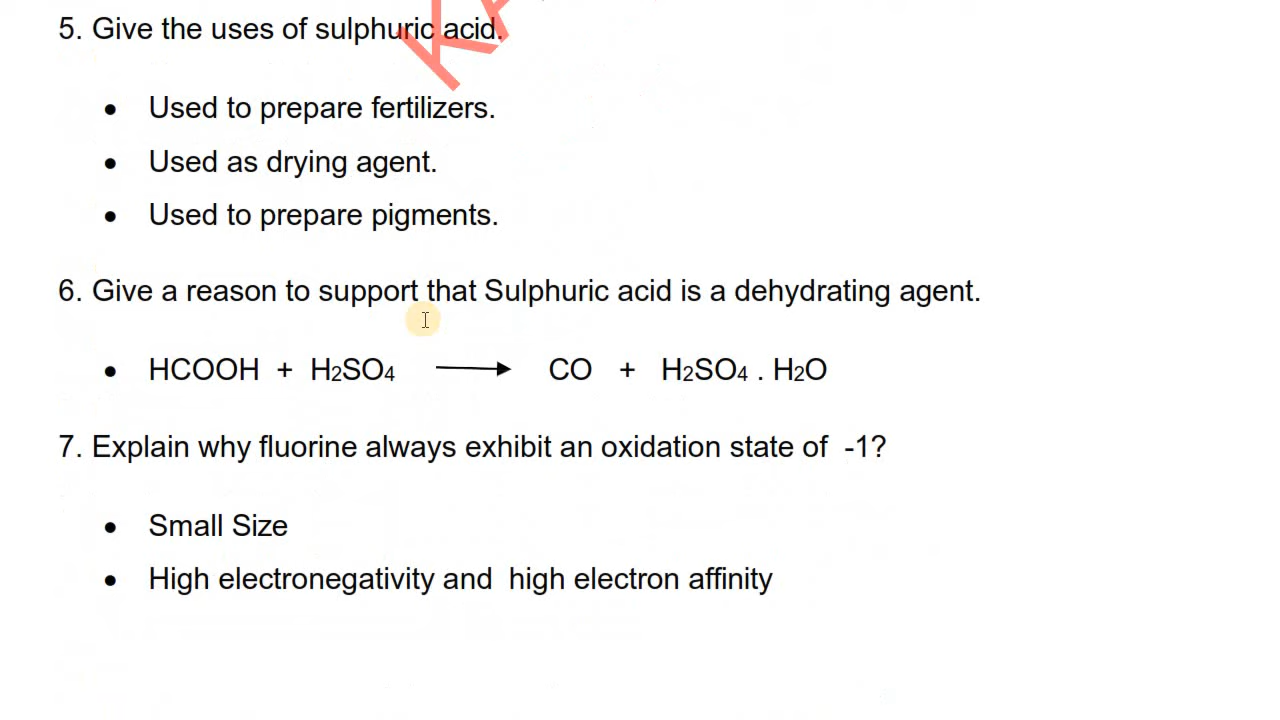 5. Give the uses of sulphuric acid.
• Used to prepare fertilizers.
• Used as drying agent.
• Used to prepare pigments.
6. Give a reason to support that Sulphuric acid is a dehydrating agent.
• HCOOH + H2SO4 ⟶ CO + H2SO4 . H2O
7. Explain why fluorine always exhibit an oxidation state of -1?
• Small Size
• High electronegativity and high electron affinity